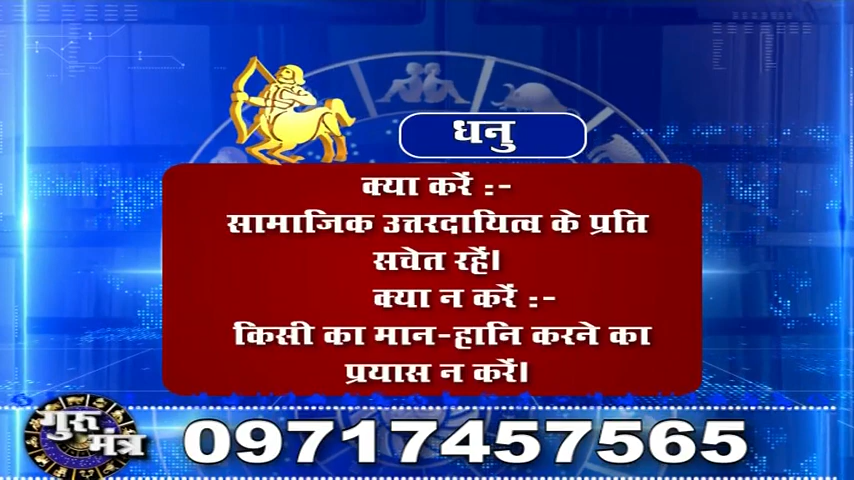 धनु
क्या करें :-
सामाजिक उत्तरदायित्व के प्रति
सचेत रहें।
क्या न करें :-
किसी का मान-हानि करने का
प्रयास न करें।
गुरू
मंत्र
09717457565